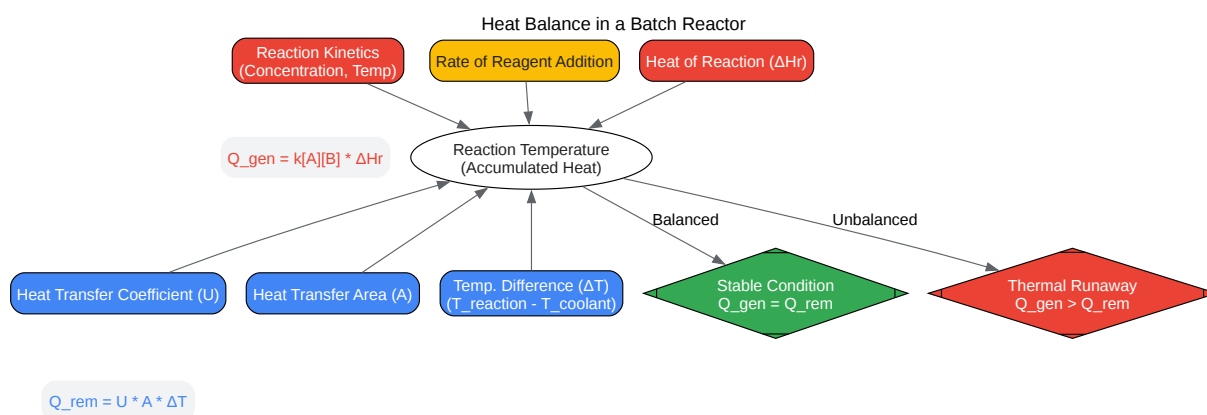 Heat Balance in a Batch Reactor
Reaction Kinetics
(Concentration, Temp)
Rate of Reagent Addition
Heat of Reaction (ΔHr)
Q_gen = k[A][B] * ΔHr
Reaction Temperature
(Accumulated Heat)
Balanced
Unbalanced
Heat Transfer Coefficient (U)
Heat Transfer Area (A)
Temp. Difference (ΔT)
(T_reaction - T_coolant)
Stable Condition
Q_gen = Q_rem
Thermal Runaway
Q_gen > Q_rem
Q_rem = U * A * ΔT